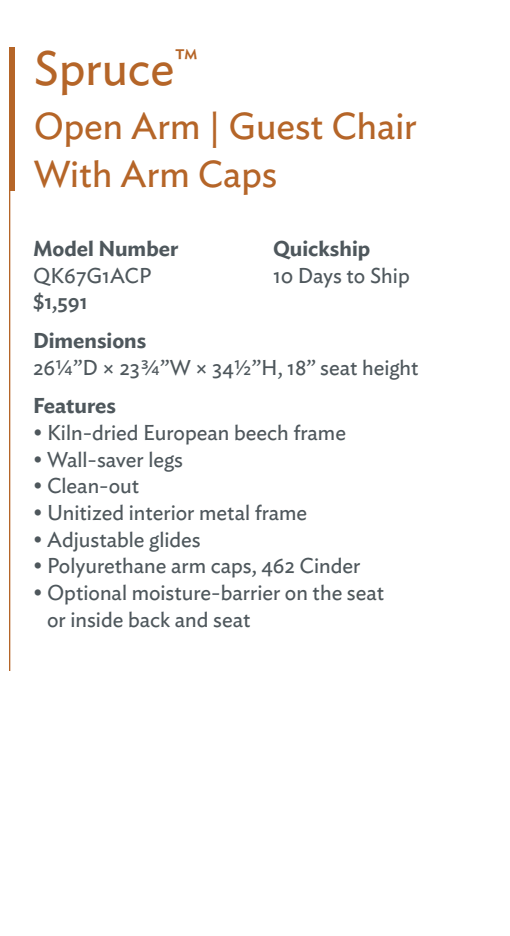 Spruce™
Open Arm | Guest Chair
With Arm Caps
Model Number
QK67G1ACP
$1,591
Quickship
10 Days to Ship
Dimensions
26¼”D × 23¾”W × 34½”H, 18” seat height
Features
• Kiln-dried European beech frame
• Wall-saver legs
• Clean-out
• Unitized interior metal frame
• Adjustable glides
• Polyurethane arm caps, 462 Cinder
• Optional moisture-barrier on the seat
or inside back and seat